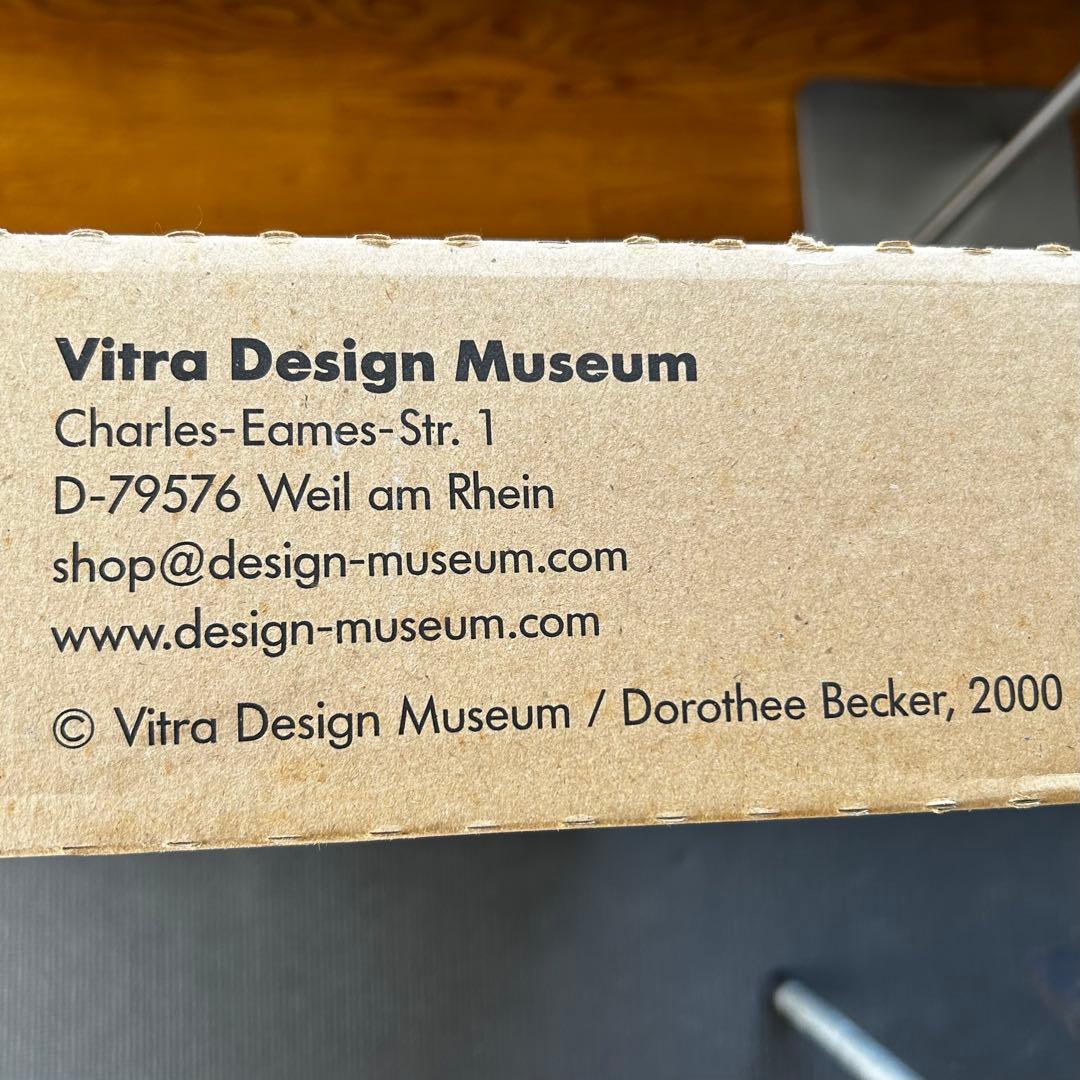 Vitra Design Museum
Charles-Eames-Str. 1
D-79576 Weil am Rhein
shop@design-museum.com
www.design-museum.com
© Vitra Design Museum / Dorothee Becker, 2000